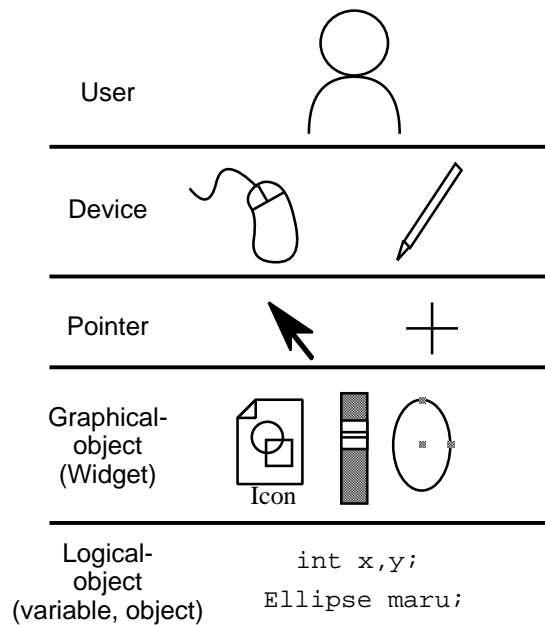 User
Device
Pointer
Graphical-
object
(Widget)
Icon
Logical-
object
(variable, object)
int x,y;
Ellipse maru;